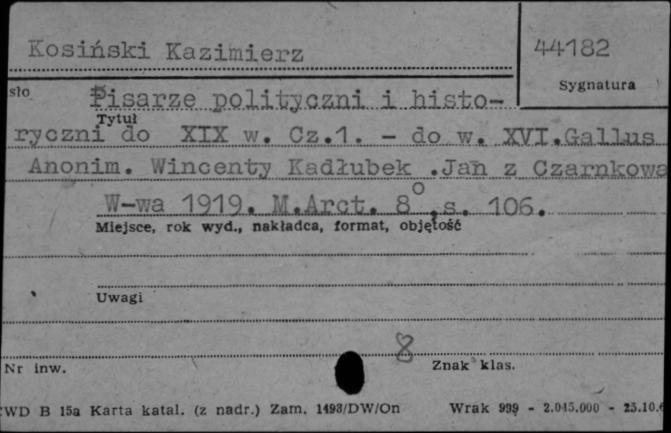 Kosiński Kazimierz
44182
Sygnatura
sło
Pisarze polityczni i histo-
Tytuł
ryczni do XIX w. Cz.1. - do w. XVI.Gallus
Anonim. Wincenty Kadłubek .Jan z Czarnkowa
W-wa 1919. M.Arct. 8° .s. 106.
Miejsce, rok wyd., nakładca, format, objętość
Uwagi
8
Nr inw.
Znak klas.
WD B 15a Karta katal. (z nadr.) Zam. 1493/DW/On Wrak 999 - 2.045.000 - 25.10.